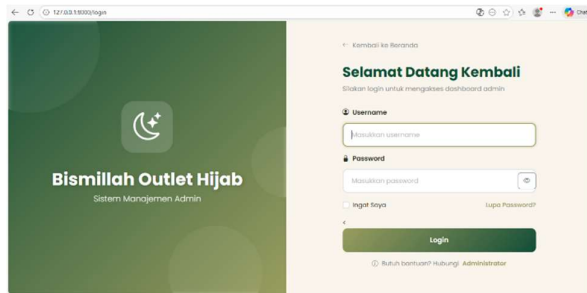 127.0.0.1:8000/login
Chat
← Kembali ke Beranda
Selamat Datang Kembali
Silakan login untuk mengakses dashboard admin
Username
Masukkan username
Password
Masukkan password
Ingat Saya
Lupa Password?
<
Login
Butuh bantuan? Hubungi Administrator
Bismillah Outlet Hijab
Sistem Manajemen Admin